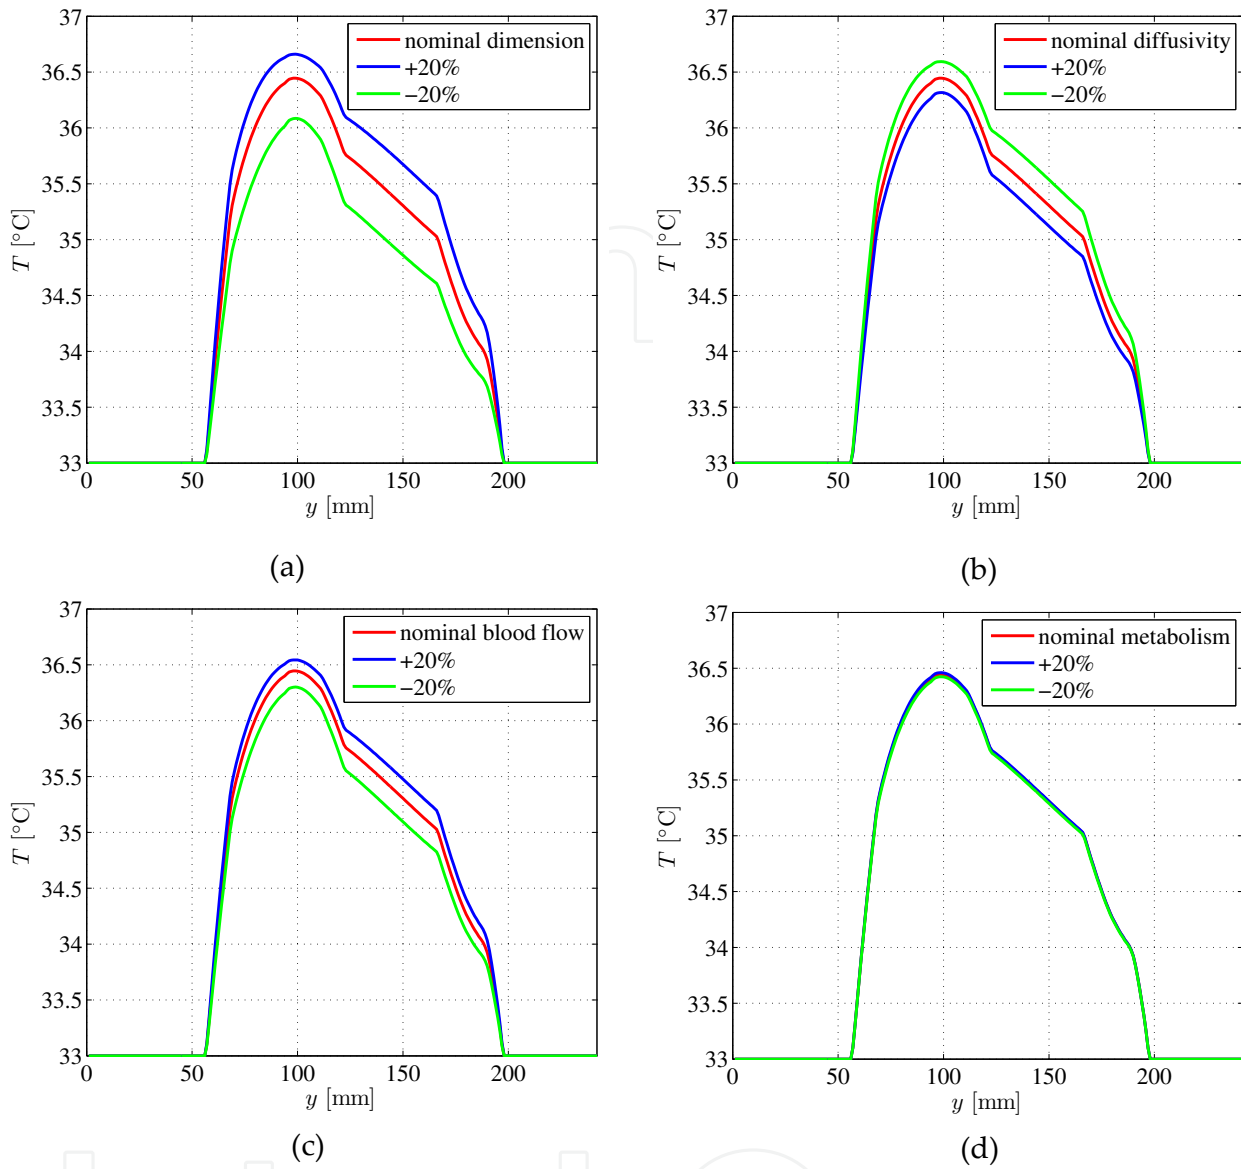 37
36.5
36
35.5
35
34.5
34
33.5
33
T [°C]
0 50 100 150 200
y [mm]
nominal dimension
+20%
−20%
(a)
37
36.5
36
35.5
35
34.5
34
33.5
33
T [°C]
0 50 100 150 200
y [mm]
nominal diffusivity
+20%
−20%
(b)
37
36.5
36
35.5
35
34.5
34
33.5
33
T [°C]
0 50 100 150 200
y [mm]
nominal blood flow
+20%
−20%
(c)
37
36.5
36
35.5
35
34.5
34
33.5
33
T [°C]
0 50 100 150 200
y [mm]
nominal metabolism
+20%
−20%
(d)